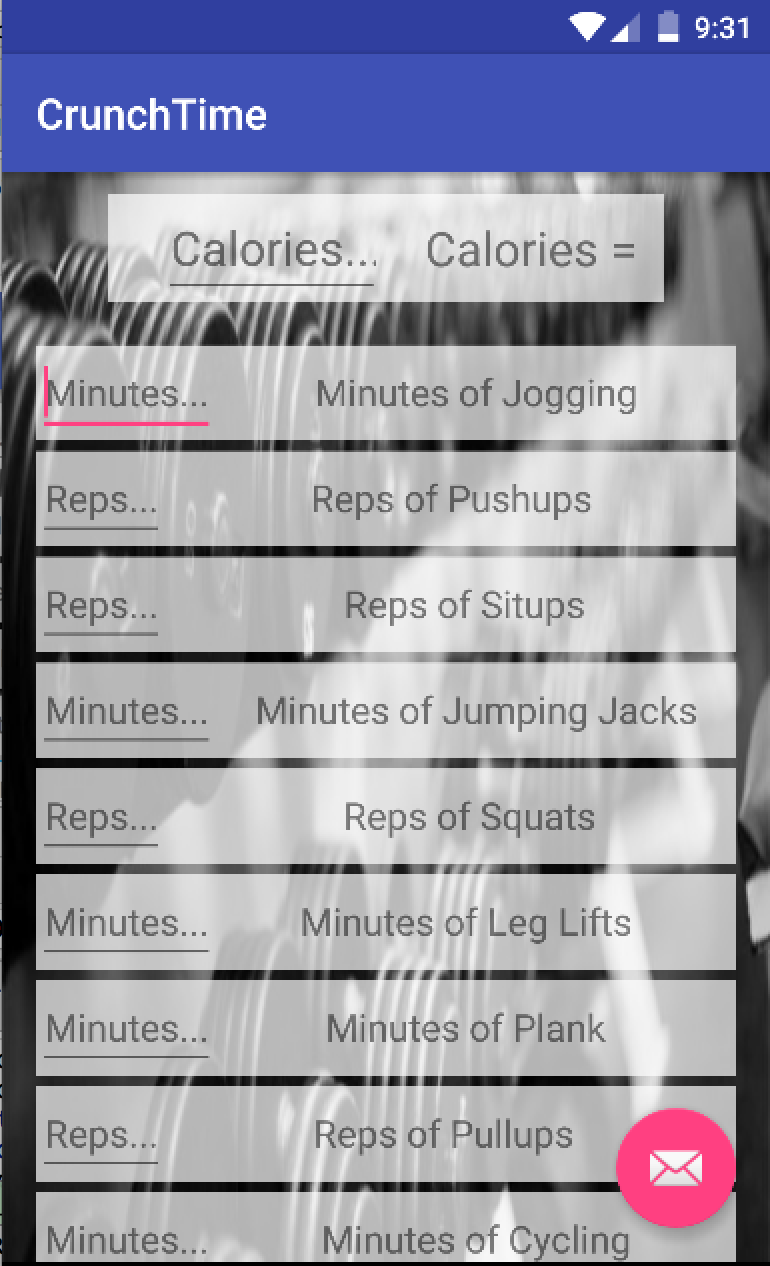 9:31
CrunchTime
Calories... Calories =
Minutes... Minutes of Jogging
Reps... Reps of Pushups
Reps... Reps of Situps
Minutes... Minutes of Jumping Jacks
Reps... Reps of Squats
Minutes... Minutes of Leg Lifts
Minutes... Minutes of Plank
Reps... Reps of Pullups
Minutes... Minutes of Cycling